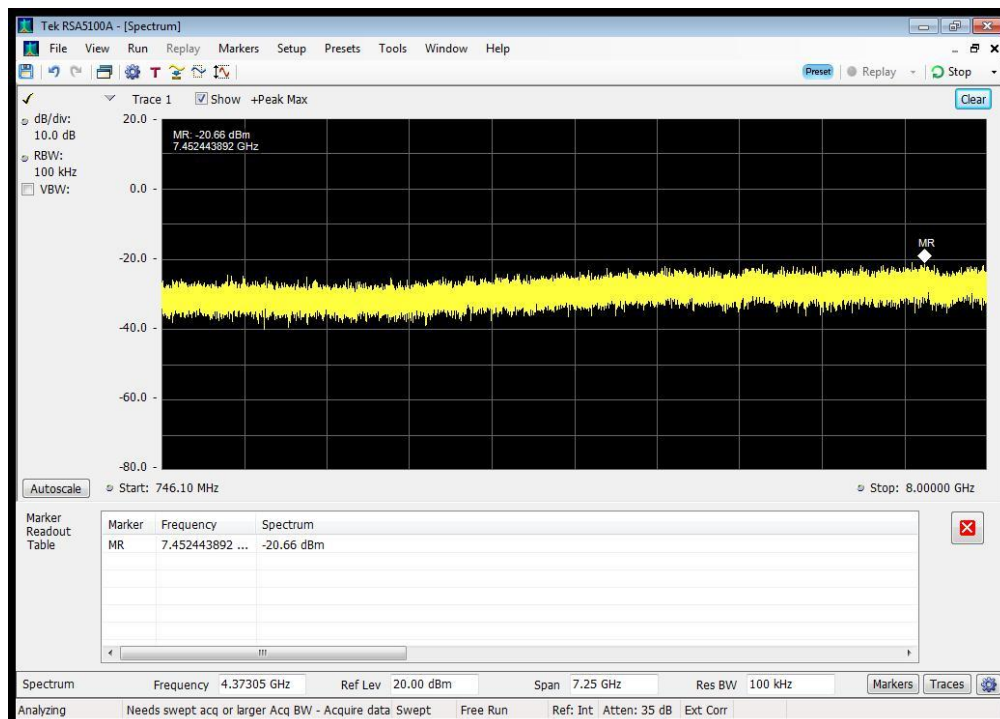 Tek RSA5100A - [Spectrum]
File View Run Replay Markers Setup Presets Tools Window Help
T Preset Replay Stop
Trace 1 Show +Peak Max Clear
dB/div:
10.0 dB
RBW:
100 kHz
VBW:
20.0
0.0
-20.0
-40.0
-60.0
-80.0
MR: -20.66 dBm
7.452443892 GHz
MR
Autoscale Start: 746.10 MHz Stop: 8.00000 GHz
Marker
Readout
Table
Marker Frequency Spectrum
MR 7.452443892 ... -20.66 dBm
Spectrum Frequency 4.37305 GHz Ref Lev 20.00 dBm Span 7.25 GHz Res BW 100 kHz Markers Traces
Analyzing Needs swept acq or larger Acq BW - Acquire data Swept Free Run Ref: Int Atten: 35 dB Ext Corr